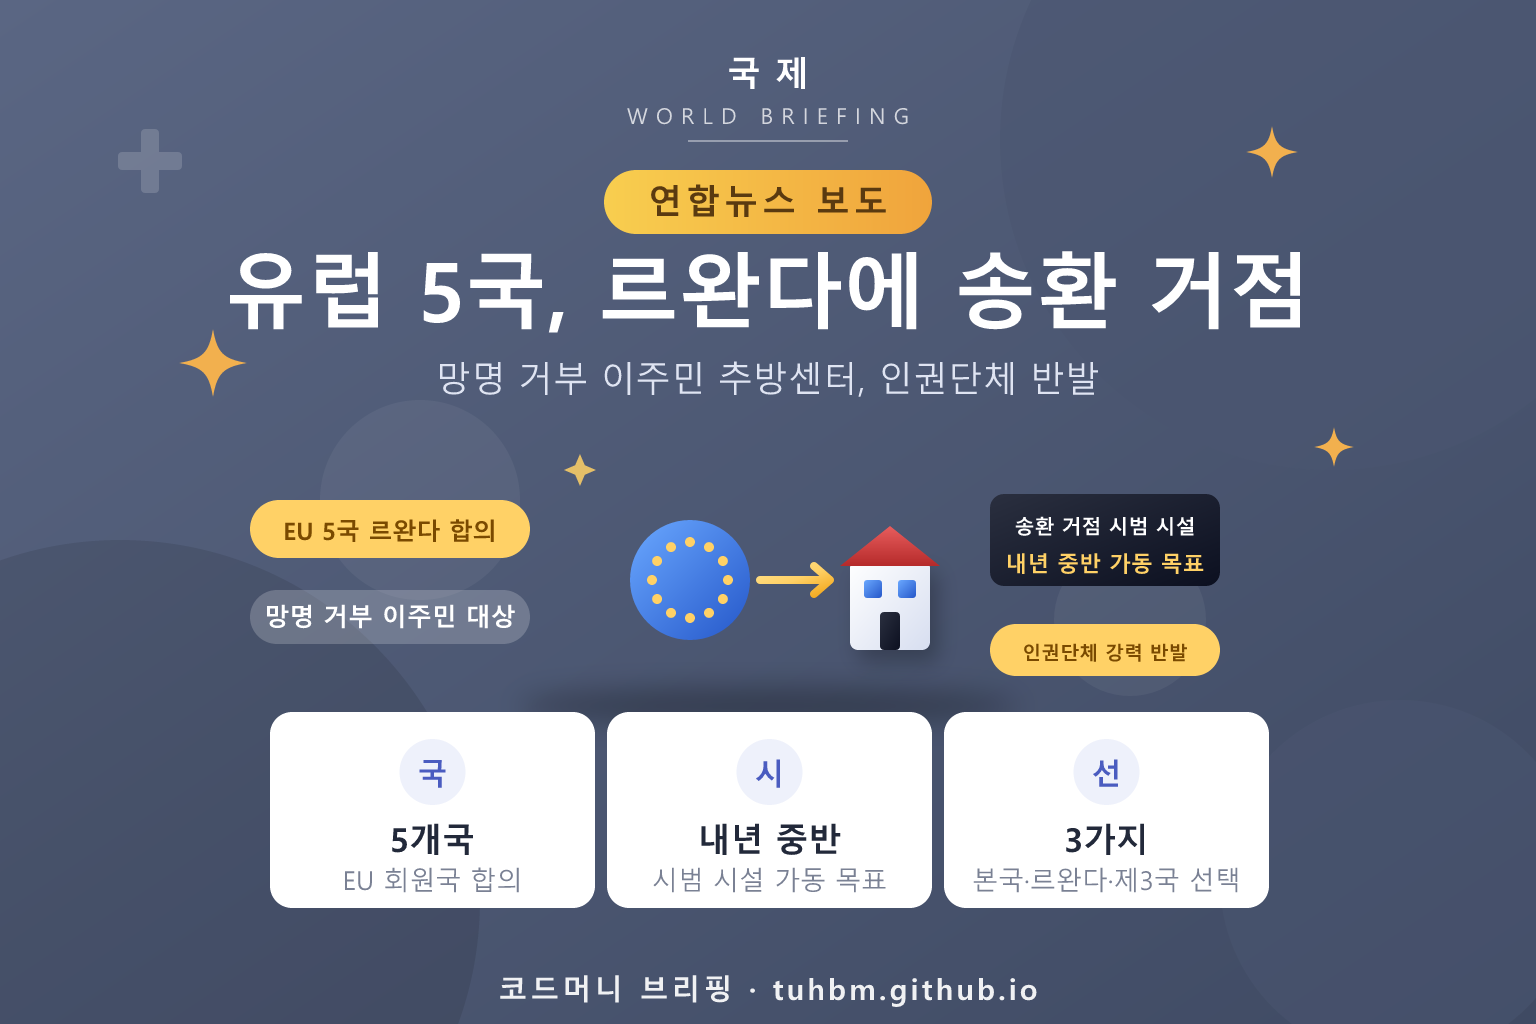 국제
WORLD BRIEFING
연합뉴스 보도
유럽 5국, 르완다에 송환 거점
망명 거부 이주민 추방센터, 인권단체 반발
EU 5국 르완다 합의
망명 거부 이주민 대상
송환 거점 시범 시설
내년 중반 가동 목표
인권단체 강력 반발
국
5개국
EU 회원국 합의
시
내년 중반
시범 시설 가동 목표
선
3가지
본국·르완다·제3국 선택
코드머니 브리핑 · tuhbm.github.io